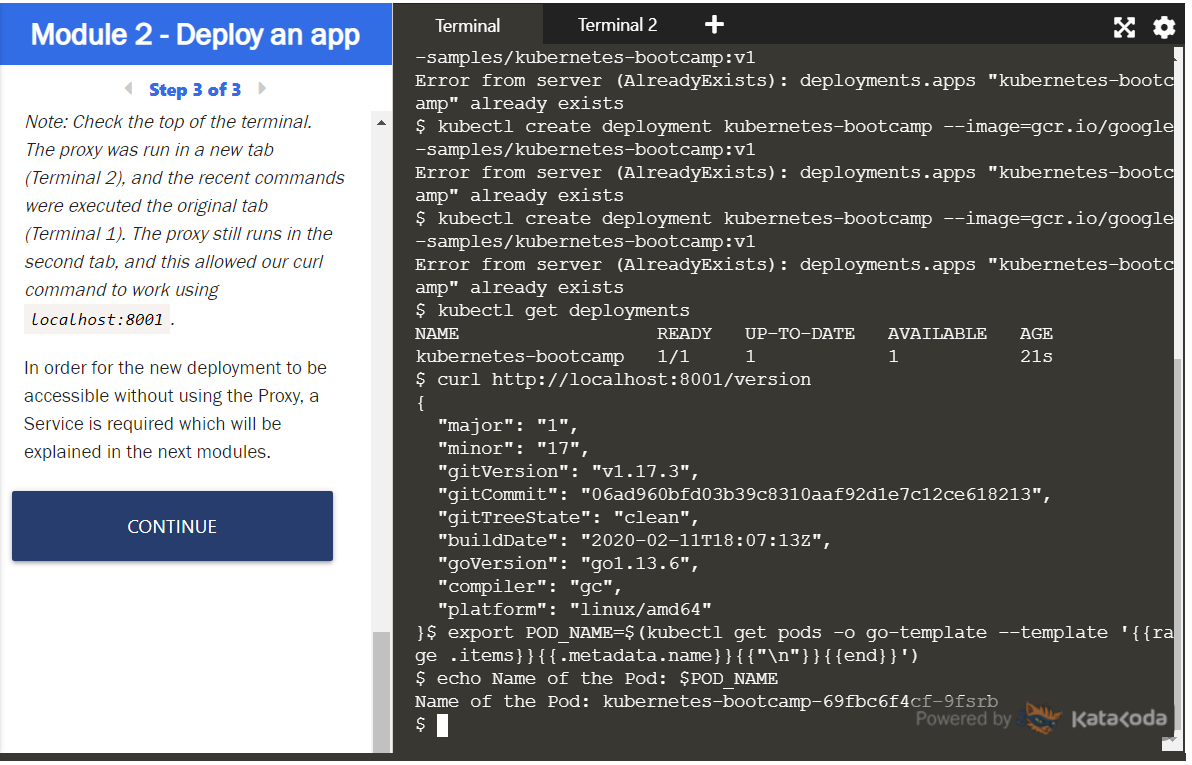 Module 2 - Deploy an app
Step 3 of 3
Note: Check the top of the terminal.
The proxy was run in a new tab
(Terminal 2), and the recent commands
were executed the original tab
(Terminal 1). The proxy still runs in the
second tab, and this allowed our curl
command to work using
localhost:8001 .
In order for the new deployment to be
accessible without using the Proxy, a
Service is required which will be
explained in the next modules.
CONTINUE
Terminal
Terminal 2
+
-samples/kubernetes-bootcamp:v1
Error from server (AlreadyExists): deployments.apps "kubernetes-bootc
amp" already exists
$ kubectl create deployment kubernetes-bootcamp --image=gcr.io/google
-samples/kubernetes-bootcamp:v1
Error from server (AlreadyExists): deployments.apps "kubernetes-bootc
amp" already exists
$ kubectl create deployment kubernetes-bootcamp --image=gcr.io/google
-samples/kubernetes-bootcamp:v1
Error from server (AlreadyExists): deployments.apps "kubernetes-bootc
amp" already exists
$ kubectl get deployments
NAME READY UP-TO-DATE AVAILABLE AGE
kubernetes-bootcamp 1/1 1 1 21s
$ curl http://localhost:8001/version
{
"major": "1",
"minor": "17",
"gitVersion": "v1.17.3",
"gitCommit": "06ad960bfd03b39c8310aaf92d1e7c12ce618213",
"gitTreeState": "clean",
"buildDate": "2020-02-11T18:07:13Z",
"goVersion": "go1.13.6",
"compiler": "gc",
"platform": "linux/amd64"
}$ export POD_NAME=$(kubectl get pods -o go-template --template '{{ra
ge .items}}{{.metadata.name}}{{"\n"}}{{end}}')
$ echo Name of the Pod: $POD_NAME
Name of the Pod: kubernetes-bootcamp-69fbc6f4cf-9fsrb
$
Powered by Katacoda